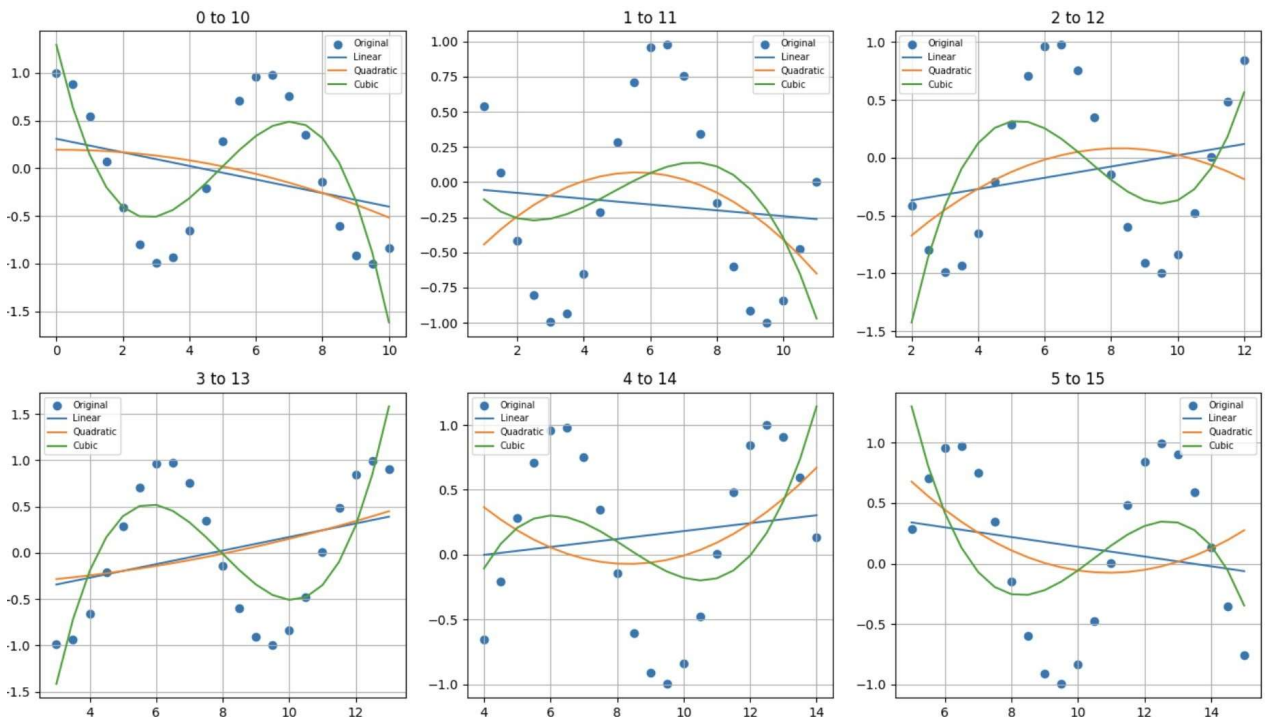 0 to 10
1.0
0.5
0.0
-0.5
-1.0
-1.5
0 2 4 6 8 10
Original
Linear
Quadratic
Cubic
1 to 11
1.00
0.75
0.50
0.25
0.00
−0.25
−0.50
−0.75
−1.00
2 4 6 8 10
Original
Linear
Quadratic
Cubic
2 to 12
1.0
0.5
0.0
−0.5
−1.0
−1.5
2 4 6 8 10 12
Original
Linear
Quadratic
Cubic
3 to 13
1.5
1.0
0.5
0.0
-0.5
-1.0
-1.5
4 6 8 10 12
Original
Linear
Quadratic
Cubic
4 to 14
1.0
0.5
0.0
−0.5
−1.0
4 6 8 10 12 14
Original
Linear
Quadratic
Cubic
5 to 15
1.0
0.5
0.0
−0.5
−1.0
6 8 10 12 14
Original
Linear
Quadratic
Cubic